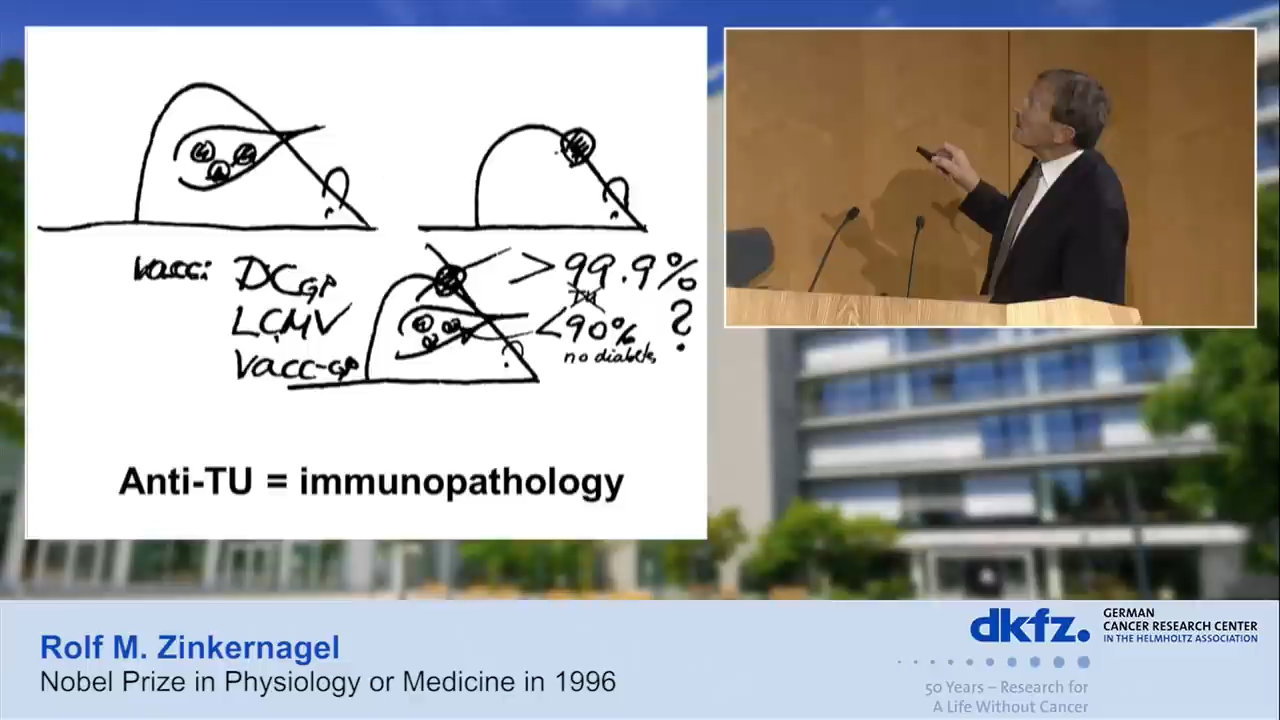 vacc: DCGP
LCMV
Vacc-GP
> 99.9%
<90% ?
no diabetes
Anti-TU = immunopathology
Rolf M. Zinkernagel
Nobel Prize in Physiology or Medicine in 1996
dkfz.
GERMAN
CANCER RESEARCH CENTER
IN THE HELMHOLTZ ASSOCIATION
50 Years – Research for
A Life Without Cancer